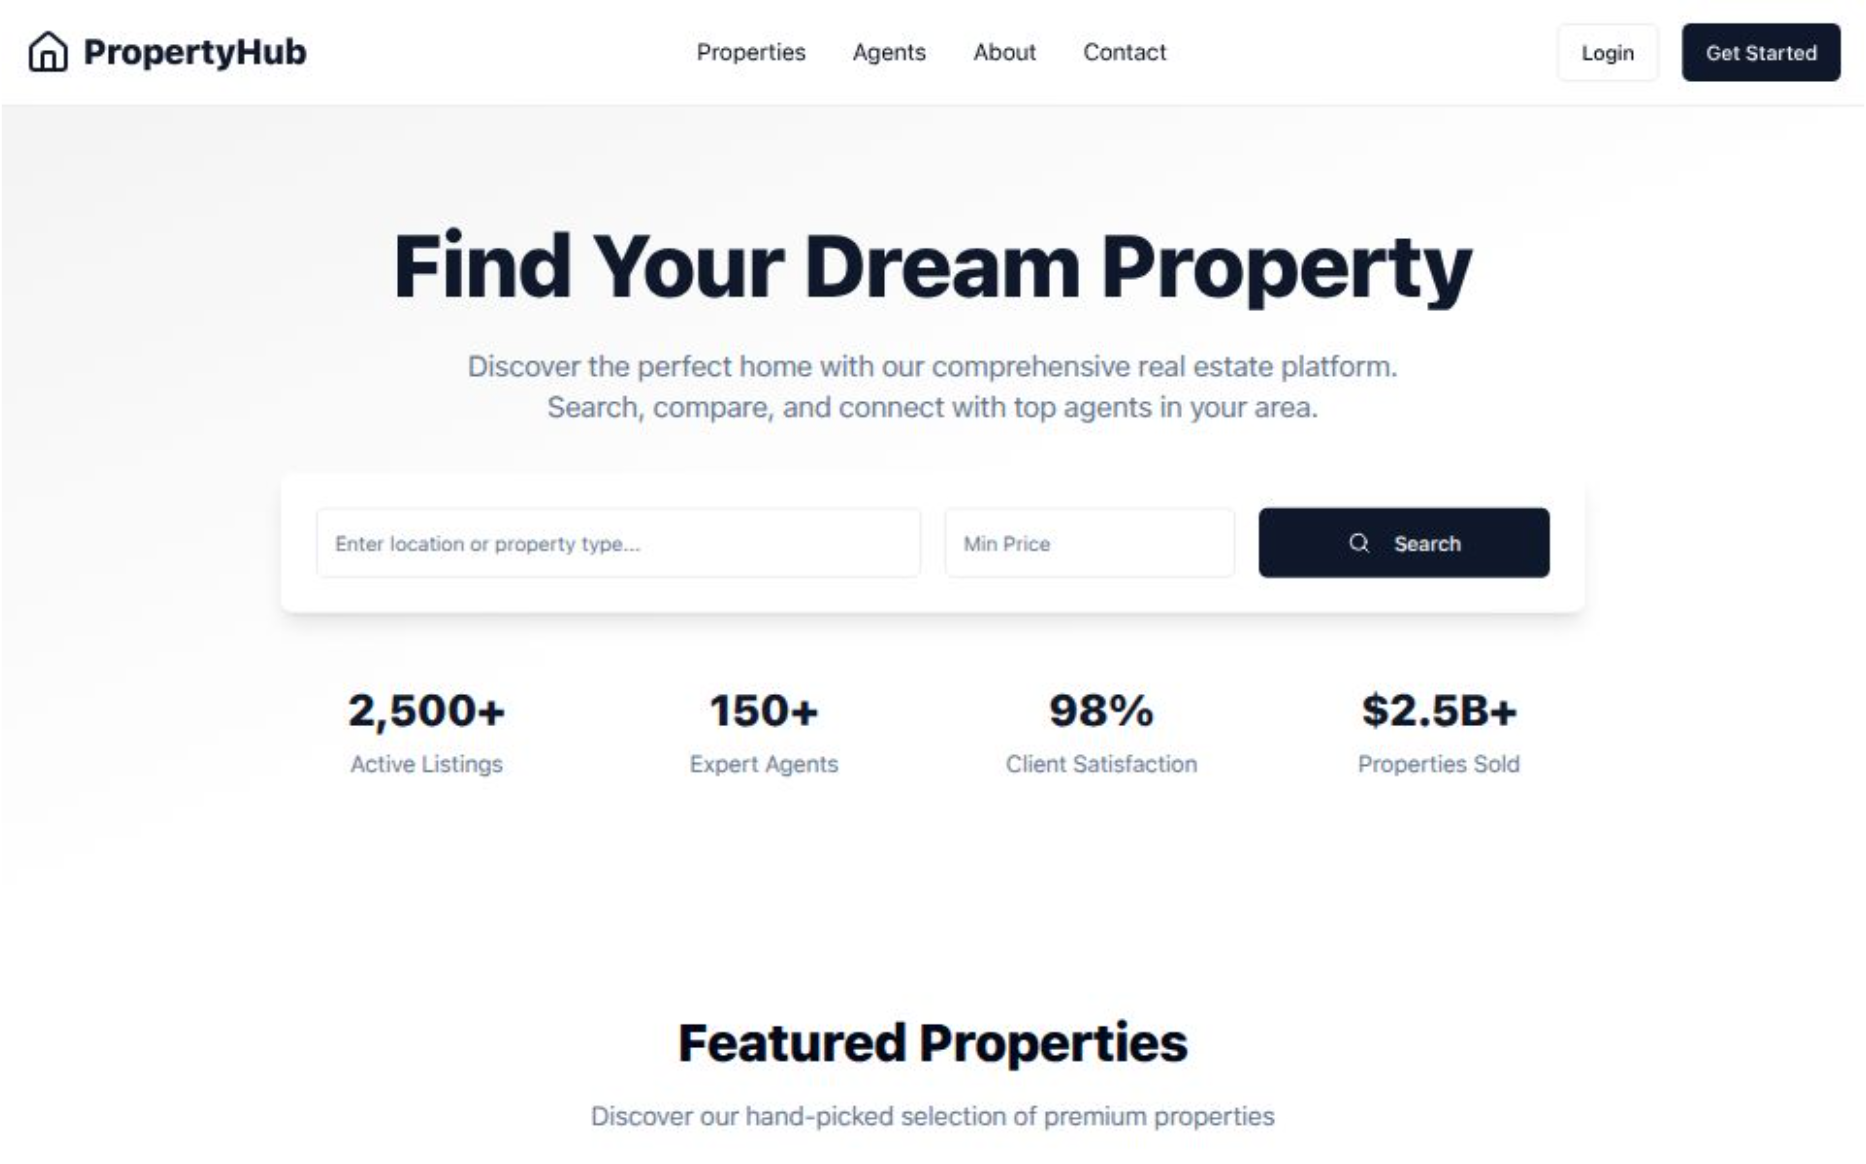 PropertyHub
Properties
Agents
About
Contact
Login
Get Started
Find Your Dream Property
Discover the perfect home with our comprehensive real estate platform.
Search, compare, and connect with top agents in your area.
Enter location or property type...
Min Price
Search
2,500+
Active Listings
150+
Expert Agents
98%
Client Satisfaction
$2.5B+
Properties Sold
Featured Properties
Discover our hand-picked selection of premium properties